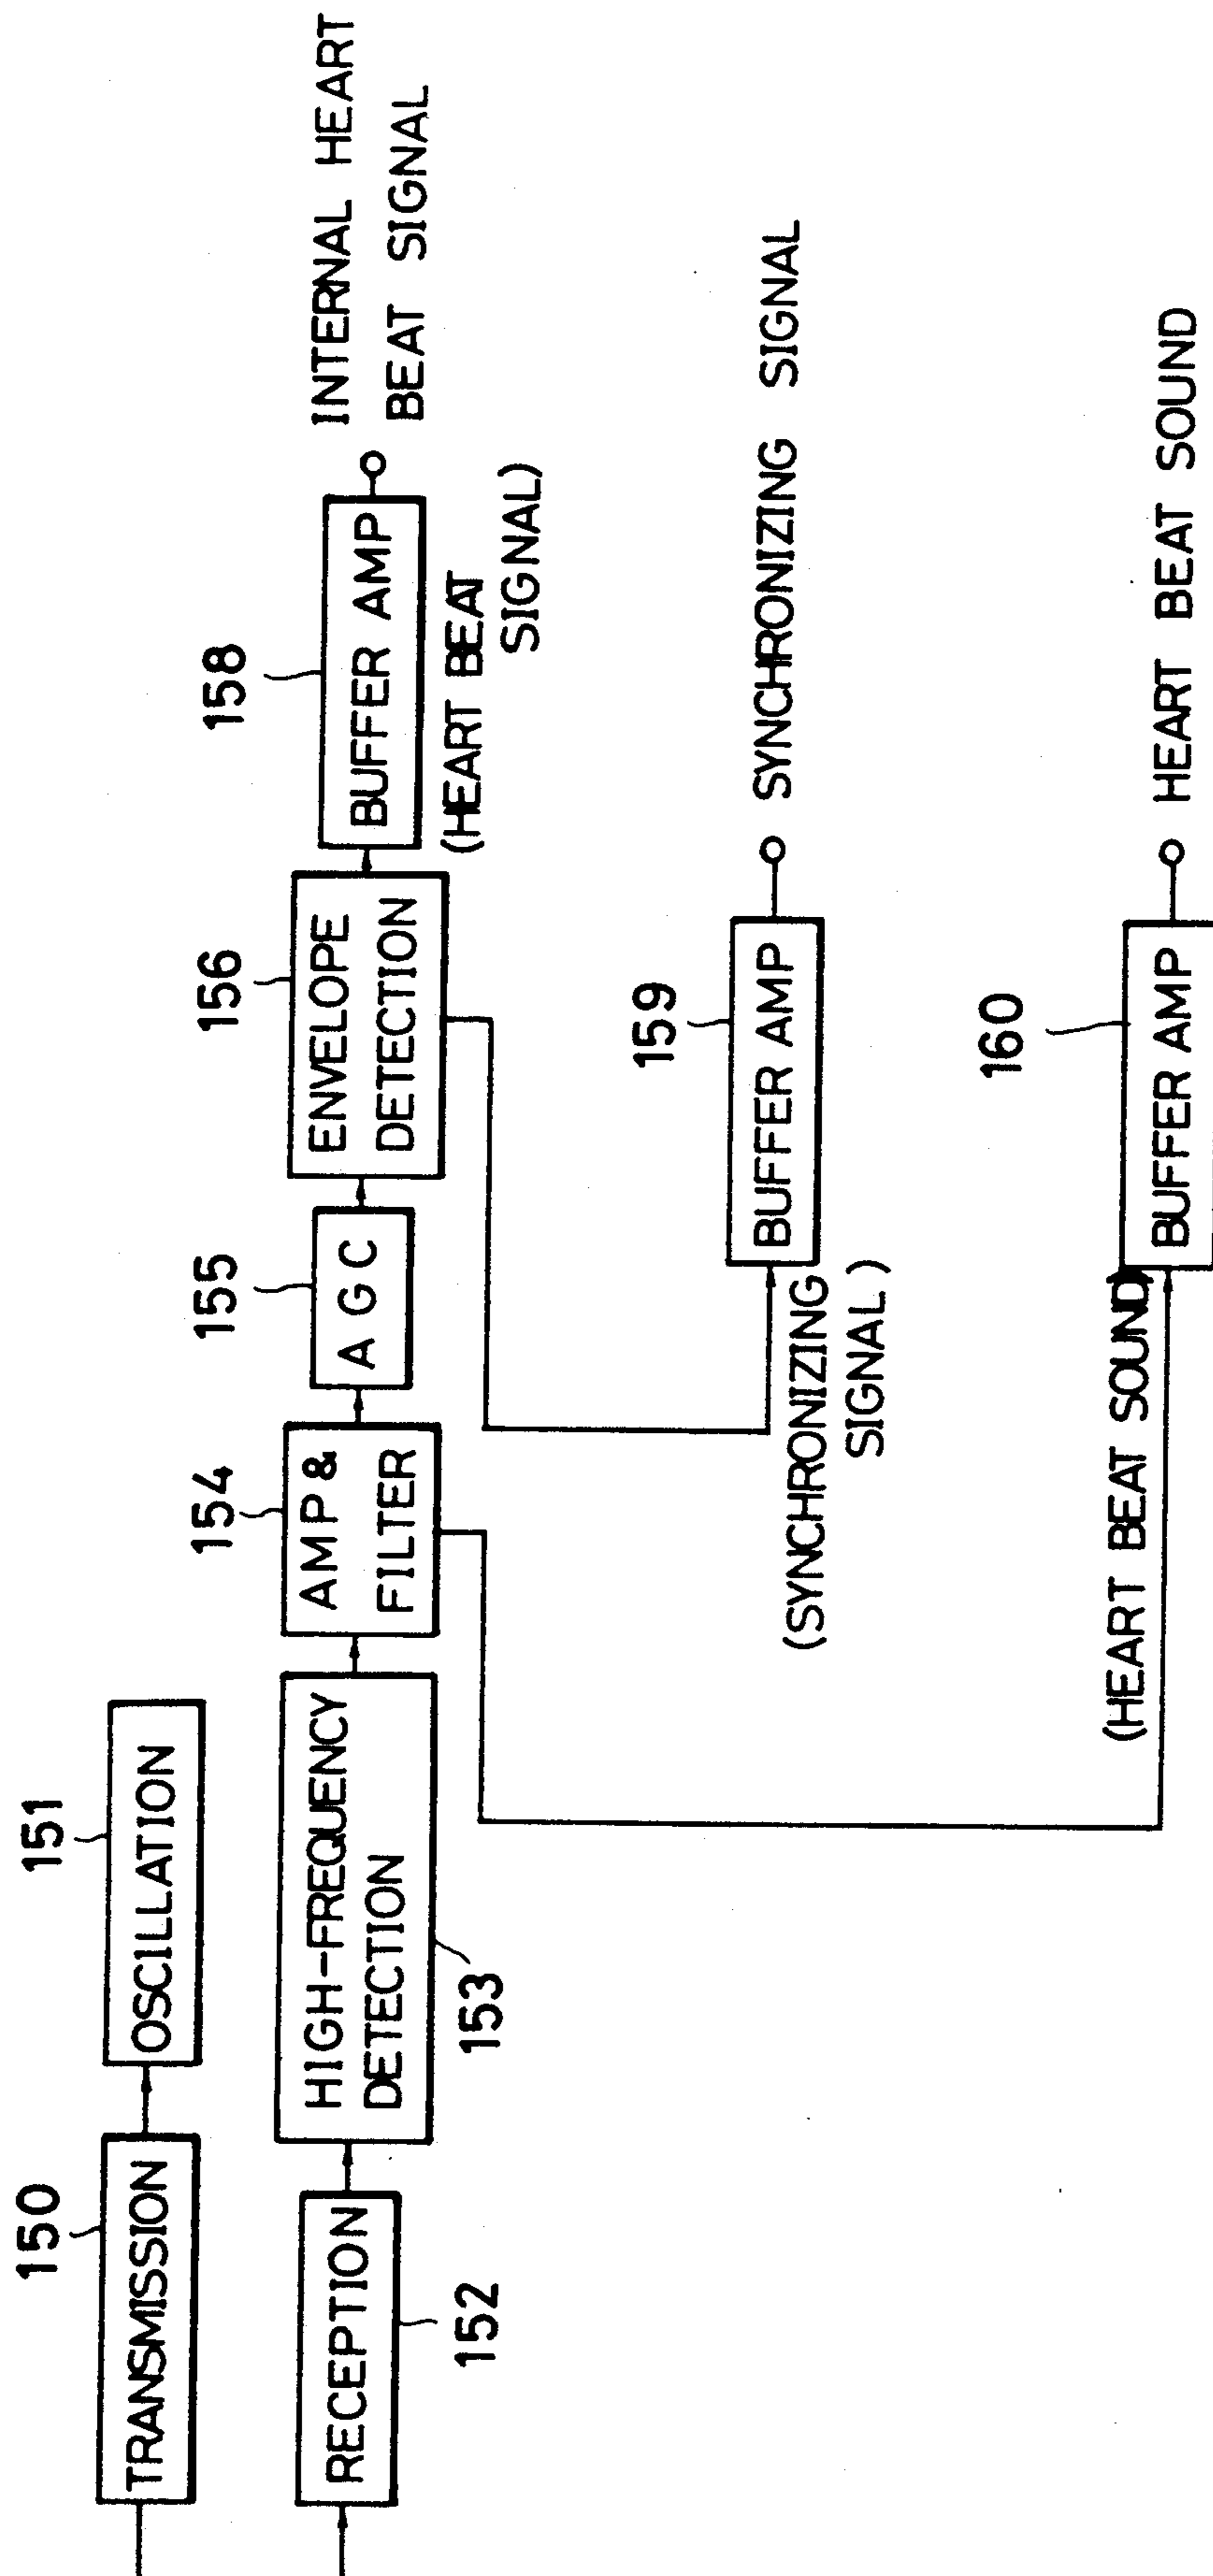 150
TRANSMISSION
151
OSCILLATION
152
RECEPTION
153
HIGH-FREQUENCY
DETECTION
154
AMP &
FILTER
155
AGC
156
ENVELOPE
DETECTION
158
BUFFER AMP
(HEART BEAT
SIGNAL)
INTERNAL HEART
BEAT SIGNAL
159
BUFFER AMP
(SYNCHRONIZING
SIGNAL)
SYNCHRONIZING SIGNAL
160
BUFFER AMP
(HEART BEAT SOUND)
HEART BEAT SOUND